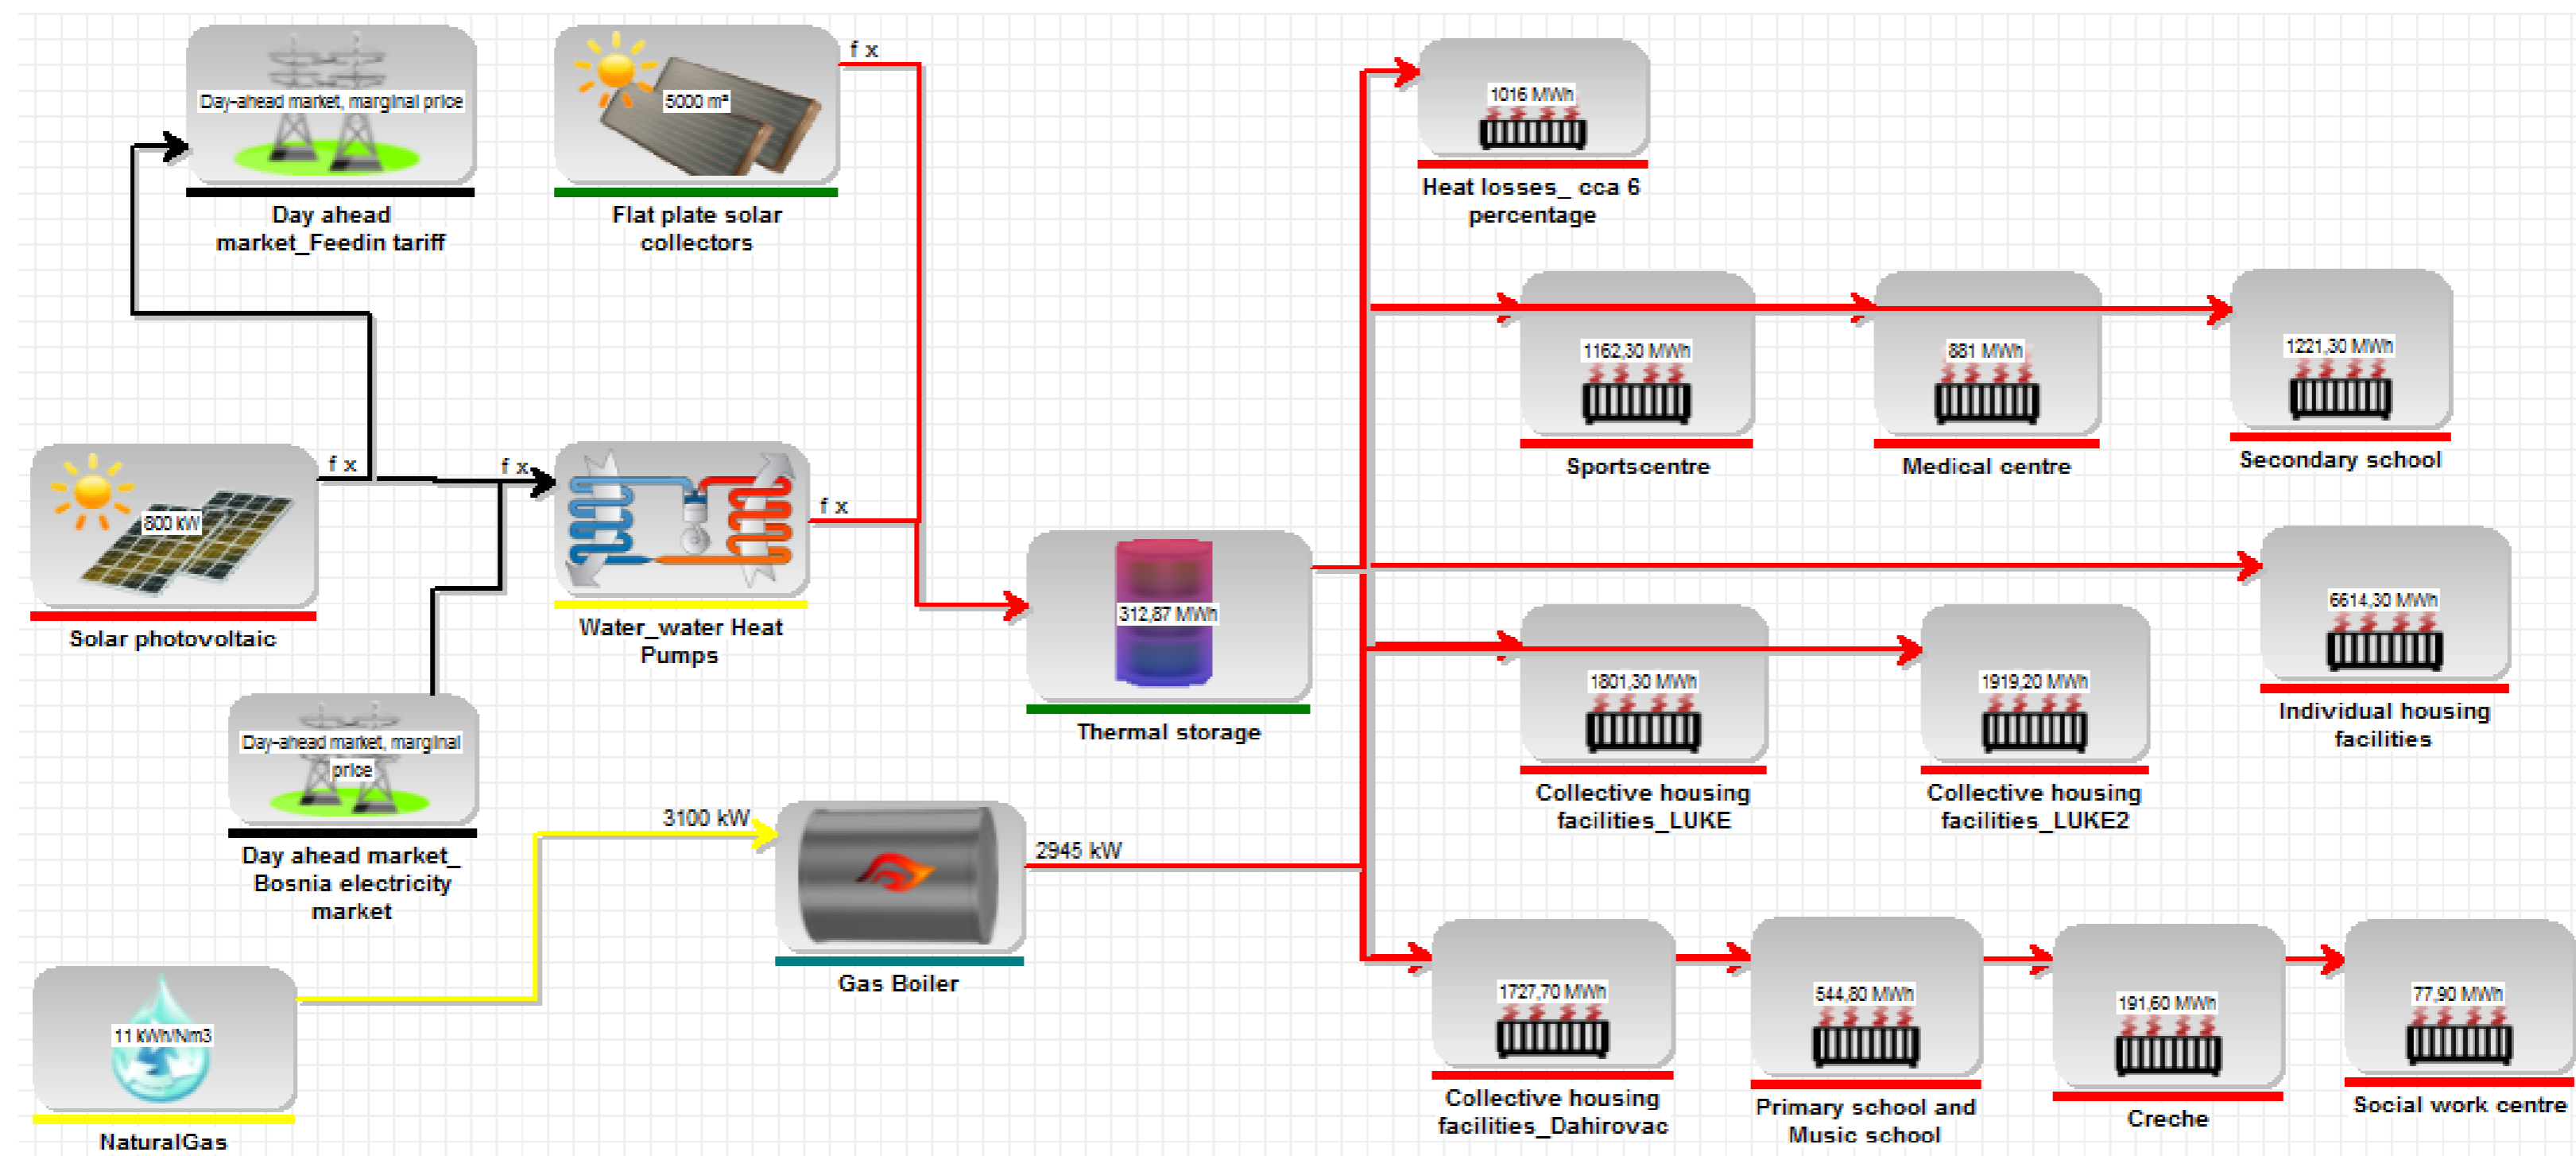 Day-ahead market, marginal price
Day ahead
market_Feedin tariff
5000 m²
Flat plate solar
collectors
f x
1016 MWh
Heat losses_ cca 6
percentage
1162,30 MWh
Sportscentre
881 MWh
Medical centre
1221,30 MWh
Secondary school
800 kW
Solar photovoltaic
f x
f x
Water_water Heat
Pumps
f x
312,87 MWh
Thermal storage
6614,30 MWh
Individual housing
facilities
1801,30 MWh
Collective housing
facilities_LUKE
1919,20 MWh
Collective housing
facilities_LUKE2
Day-ahead market, marginal
price
Day ahead market_
Bosnia electricity
market
3100 kW
Gas Boiler
2945 kW
11 kWh/Nm3
NaturalGas
1727,70 MWh
Collective housing
facilities_Dahirovac
544,80 MWh
Primary school and
Music school
191,60 MWh
Creche
77,90 MWh
Social work centre